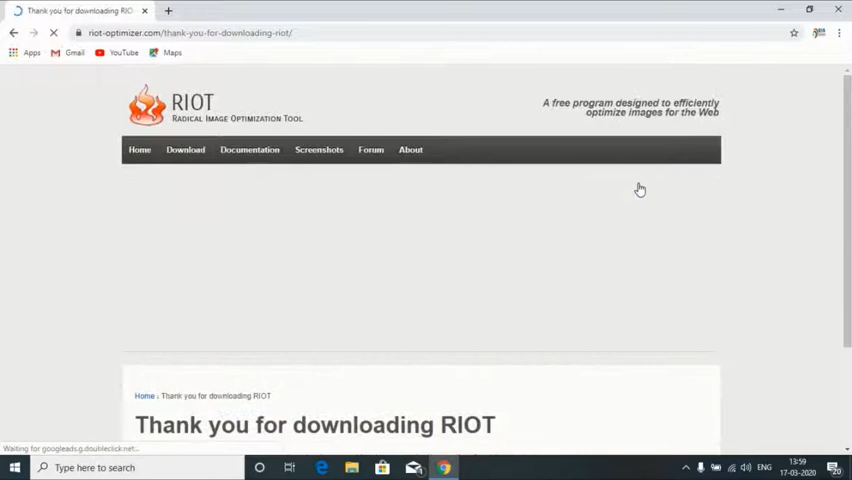 Thank you for downloading RIO
riot-optimizer.com/thank-you-for-downloading-riot/
Apps Gmail YouTube Maps
RIOT
RADICAL IMAGE OPTIMIZATION TOOL
A free program designed to efficiently
optimize images for the Web
Home Download Documentation Screenshots Forum About
Home › Thank you for downloading RIOT
Thank you for downloading RIOT
Waiting for googleads.g.doubleclick.net...
Type here to search
ENG
13:59
17-03-2020
20